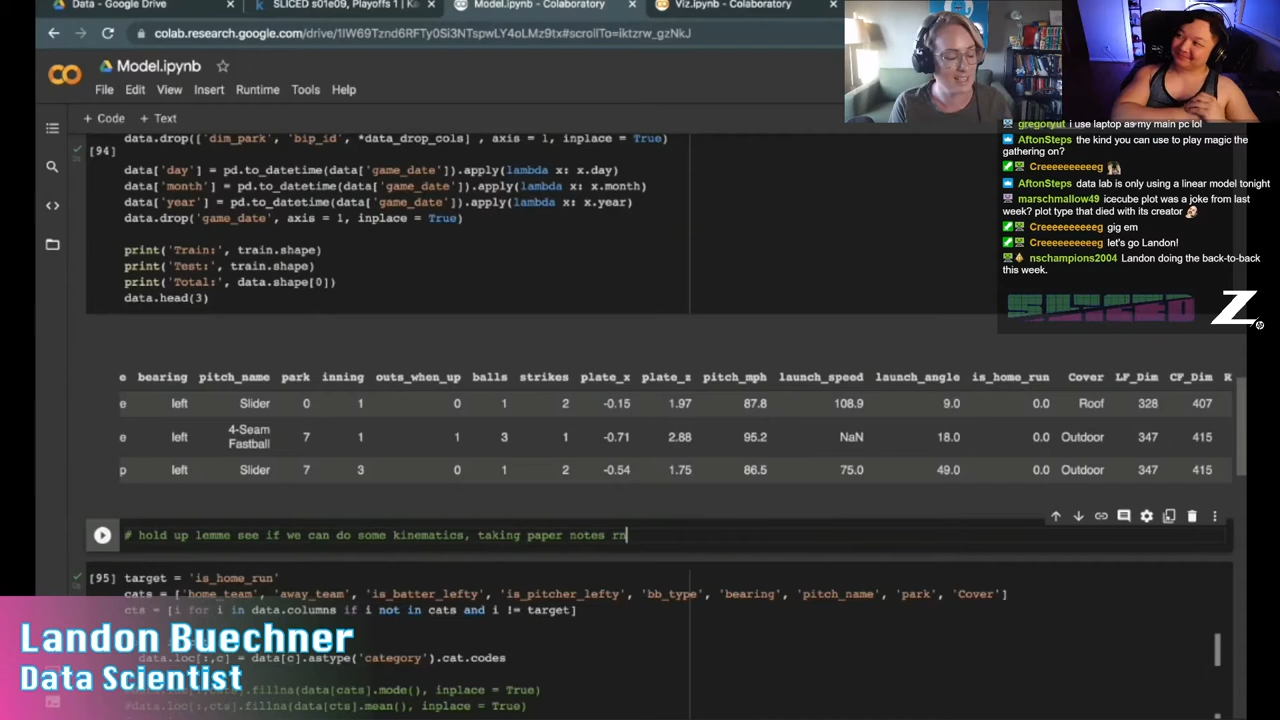 Data - Google Drive
SLICED s01e09, Playoffs 1 | K
Model.ipynb - Colaboratory
Viz.ipynb - Colaboratory
colab.research.google.com/drive/1IW69Tznd6RFTy0Si3NTspwLY4oLMz9tx#scrollTo=iktzrw_gzNkJ
Model.ipynb
File Edit View Insert Runtime Tools Help
+ Code + Text
data.drop(['dim_park', 'bip_id', *data_drop_cols] , axis = 1, inplace = True)
[94]
data['day'] = pd.to_datetime(data['game_date']).apply(lambda x: x.day)
data['month'] = pd.to_datetime(data['game_date']).apply(lambda x: x.month)
data['year'] = pd.to_datetime(data['game_date']).apply(lambda x: x.year)
data.drop('game_date', axis = 1, inplace = True)
print('Train:', train.shape)
print('Test:', train.shape)
print('Total:', data.shape[0])
data.head(3)
e bearing pitch_name park inning outs_when_up balls strikes plate_x plate_z pitch_mph launch_speed launch_angle is_home_run Cover LF_Dim CF_Dim R
e left Slider 0 1 0 1 2 -0.15 1.97 87.8 108.9 9.0 0.0 Roof 328 407
e left 4-Seam Fastball 7 1 1 3 1 -0.71 2.88 95.2 NaN 18.0 0.0 Outdoor 347 415
p left Slider 7 3 0 1 2 -0.54 1.75 86.5 75.0 49.0 0.0 Outdoor 347 415
# hold up lemme see if we can do some kinematics, taking paper notes rn
[95] target = 'is_home_run'
cats = ['home_team', 'away_team', 'is_batter_lefty', 'is_pitcher_lefty', 'bb_type', 'bearing', 'pitch_name', 'park', 'Cover']
cts = [i for i in data.columns if i not in cats and i != target]
data.loc[:,c] = data[c].astype('category').cat.codes
.fillna(data[cats].mode(), inplace = True)
#data.loc[:,cts].fillna(data[cts].mean(), inplace = True)
gregoryut i use laptop as my main pc lol
AftonSteps the kind you can use to play magic the
gathering on?
Creeeeeeeeeg
AftonSteps data lab is only using a linear model tonight
marschmallow49 icecube plot was a joke from last
week? plot type that died with its creator
Creeeeeeeeeg gig em
Creeeeeeeeeg let's go Landon!
nschampions2004 Landon doing the back-to-back
this week.
SLICED
Z
hp
Landon Buechner
Data Scientist